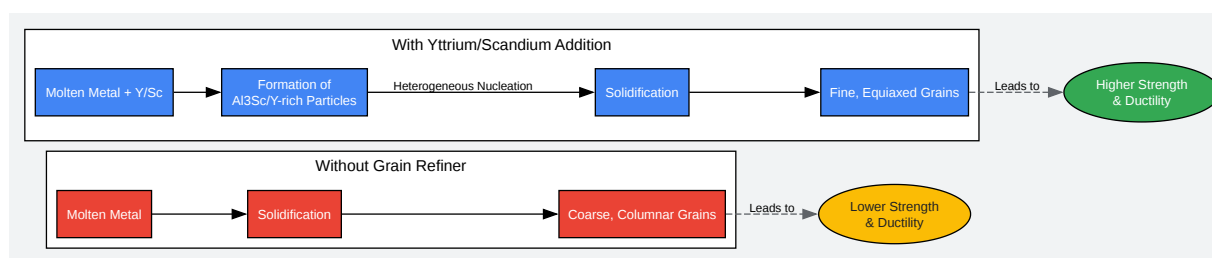 With Yttrium/Scandium Addition
Molten Metal + Y/Sc
Formation of
Al3Sc/Y-rich Particles
Heterogeneous Nucleation
Solidification
Fine, Equiaxed Grains
Leads to
Higher Strength
& Ductility
Without Grain Refiner
Molten Metal
Solidification
Coarse, Columnar Grains
Leads to
Lower Strength
& Ductility